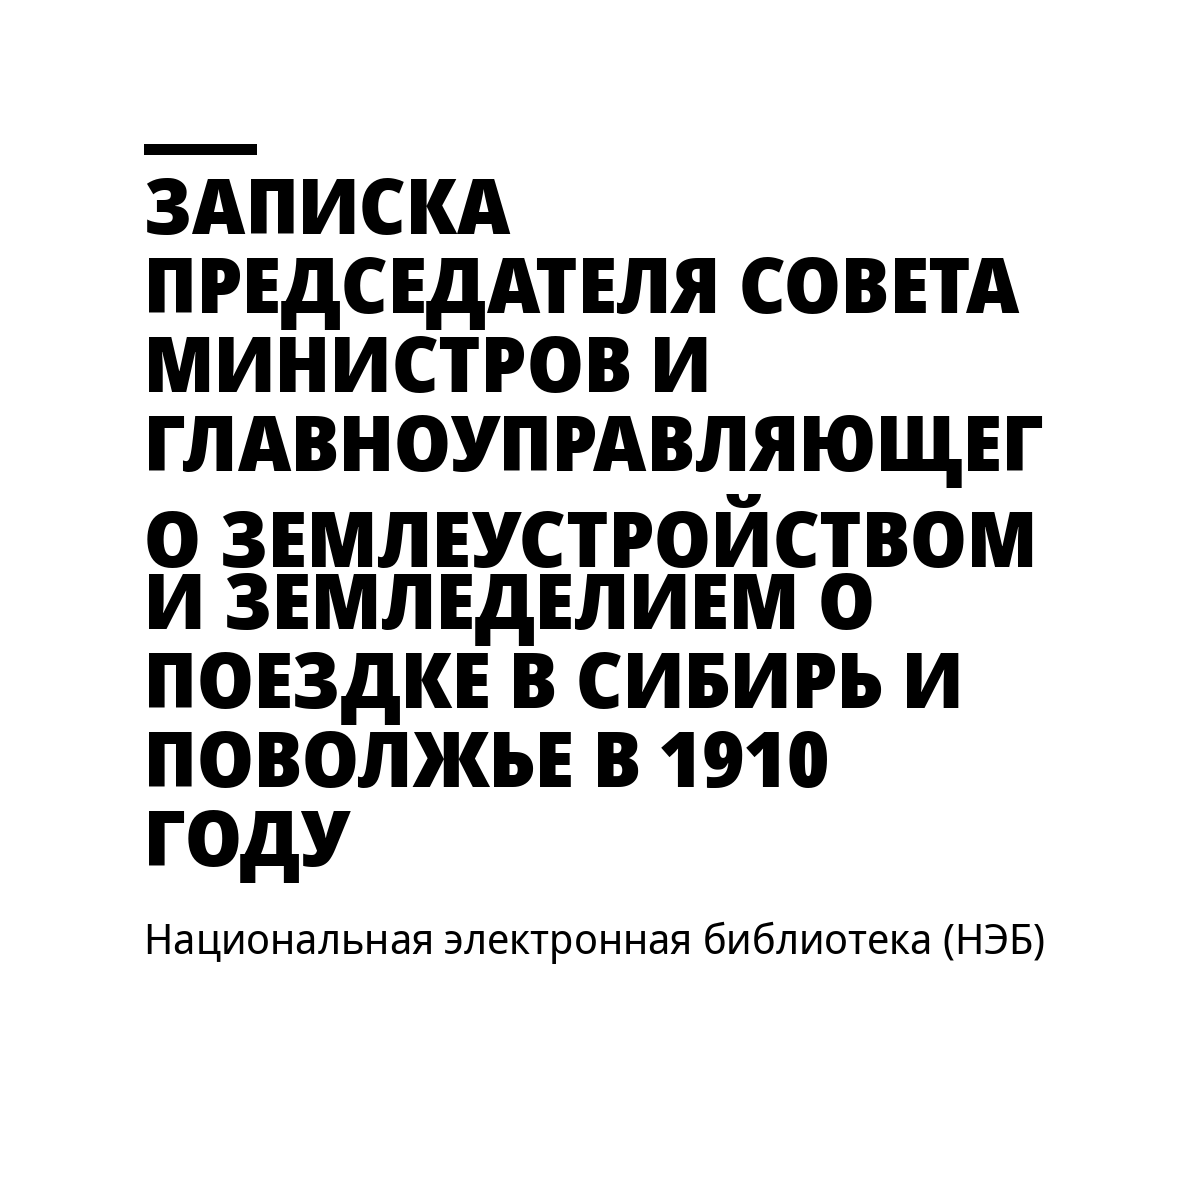 ЗАПИСКА
ПРЕДСЕДАТЕЛЯ СОВЕТА
МИНИСТРОВ И
ГЛАВНОУПРАВЛЯЮЩЕГ
О ЗЕМЛЕУСТРОЙСТВОМ
И ЗЕМЛЕДЕЛИЕМ О
ПОЕЗДКЕ В СИБИРЬ И
ПОВОЛЖЬЕ В 1910
ГОДУ
Национальная электронная библиотека (НЭБ)